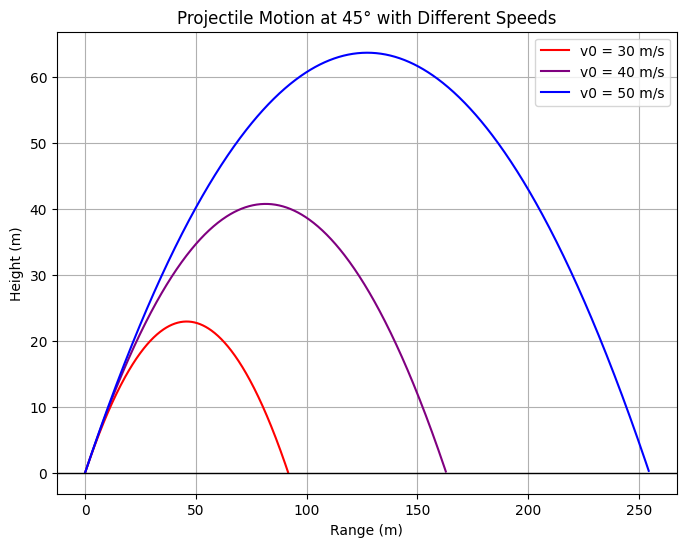 Projectile Motion at 45° with Different Speeds
v0 = 30 m/s
v0 = 40 m/s
v0 = 50 m/s
Height (m)
60
50
40
30
20
10
0
0 50 100 150 200 250
Range (m)